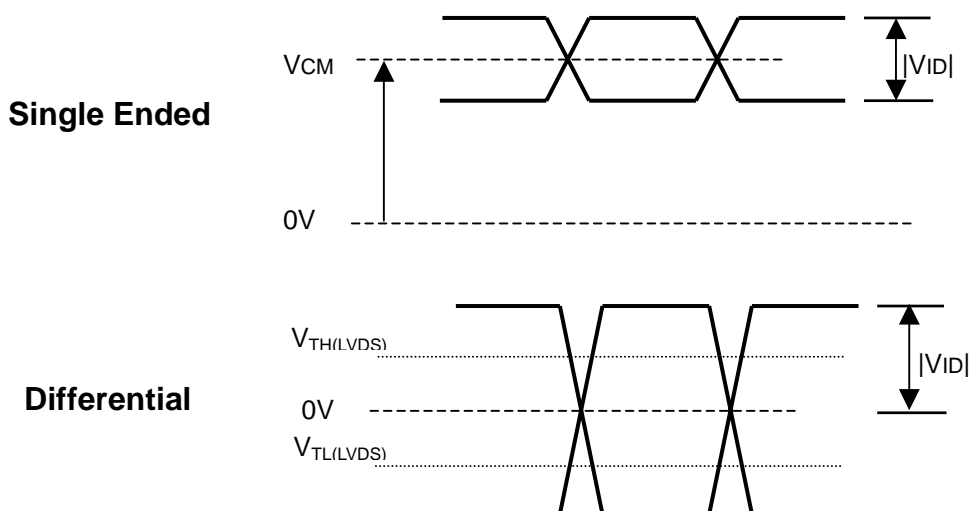 VCM
|VID|
Single Ended
0V
VTH(LVDS)
|VID|
Differential
0V
VTL(LVDS)